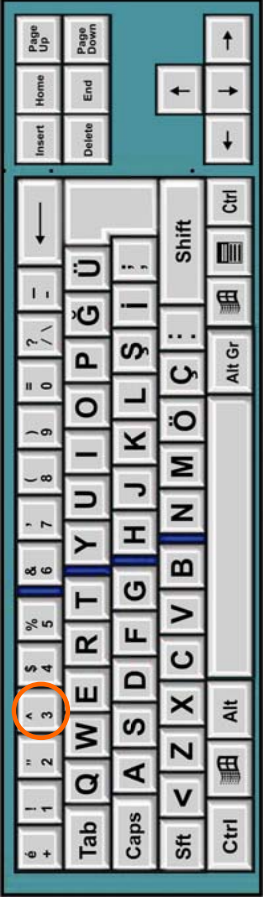 é ! " ^ $ % & ' ( ) = ? _
+ 1 2 3 4 5 6 7 8 9 0 / \ - ← Insert Home Page Up
Tab Q W E R T Y U I O P Ğ Ü Delete End Page Down
Caps A S D F G H J K L Ş İ ; ,
Sft < Z X C V B N M Ö Ç : . Shift ↑
Ctrl Alt Alt Gr Ctrl ← ↓ →